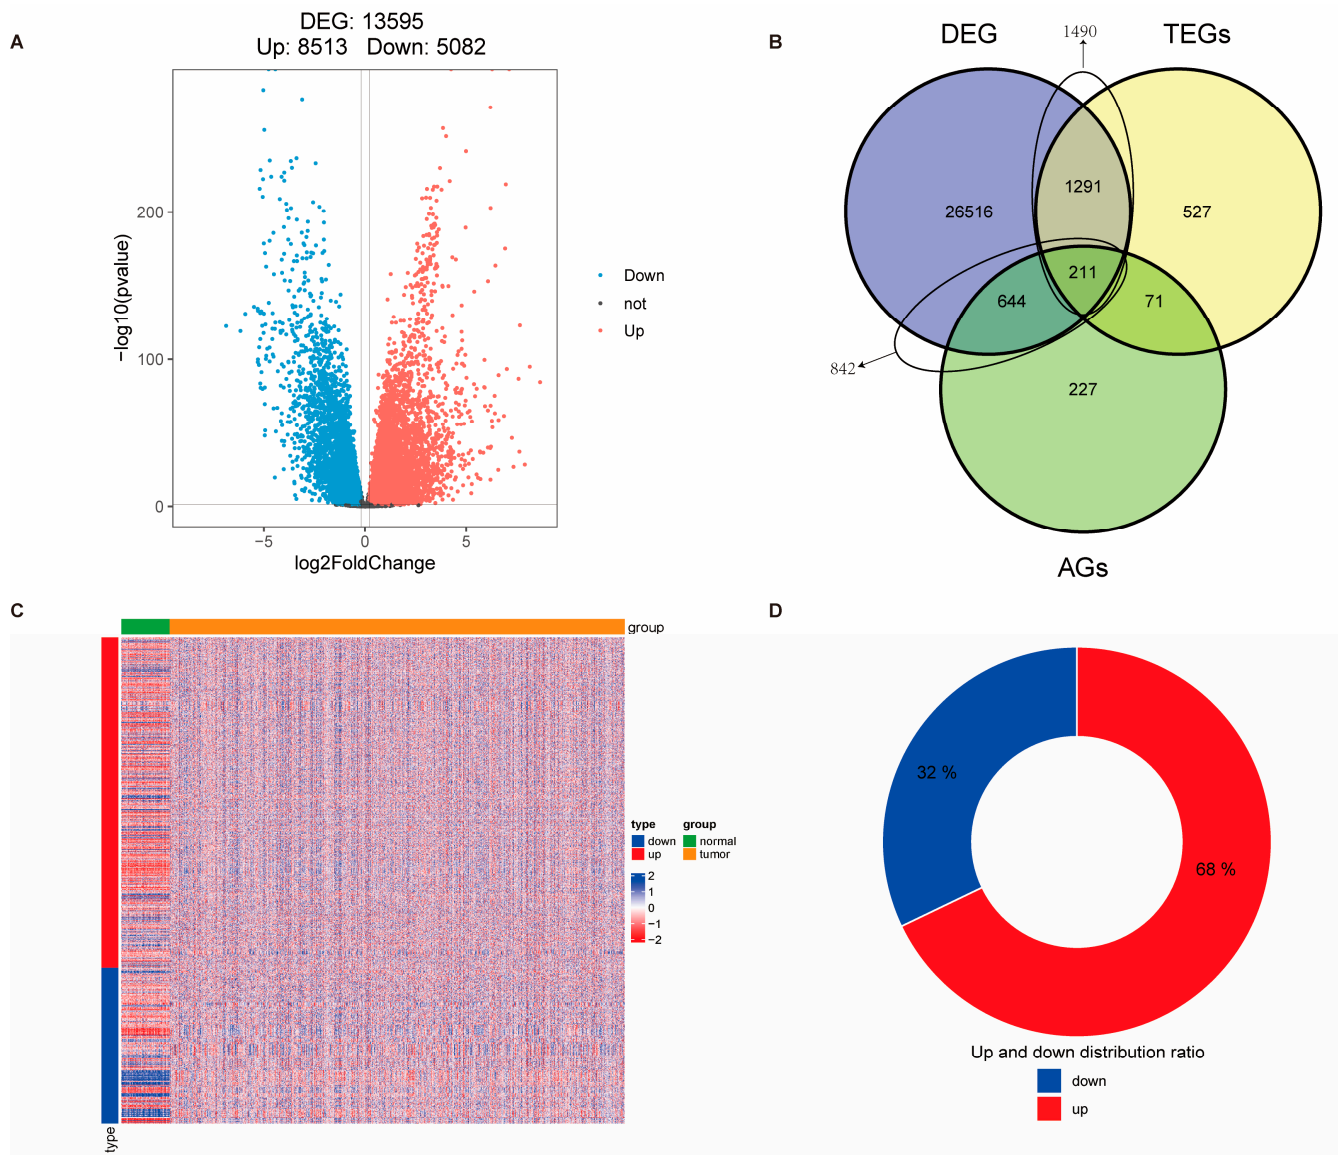 A
DEG: 13595
Up: 8513 Down: 5082
−log10(pvalue)
200
100
0
−5
0
5
log2FoldChange
Down
not
Up
B
DEG
TEGs
1490
1291
26516
527
211
644
71
842
227
AGs
C
group
type
group
down
normal
up
tumor
2
1
0
−1
−2
type
D
32 %
68 %
Up and down distribution ratio
down
up